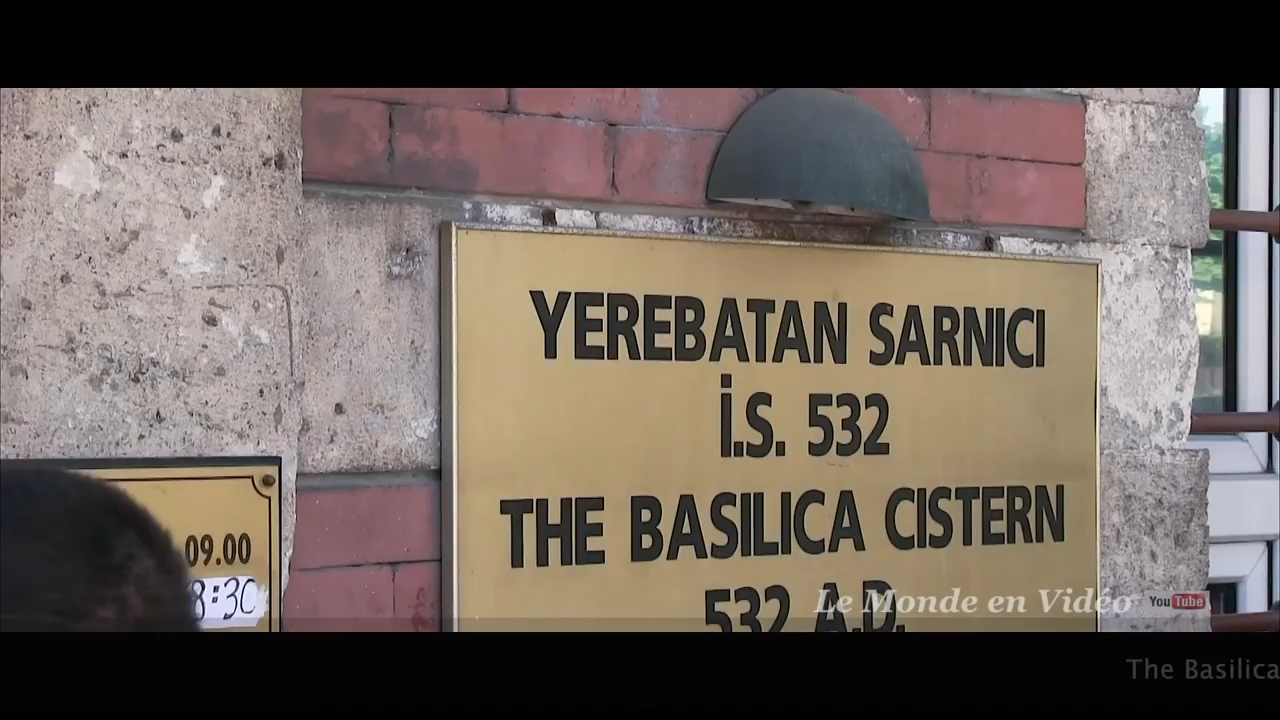 YEREBATAN SARNICI
İ.S. 532
THE BASILICA CISTERN
532 A.D.
09.00
8:30
Le Monde en Vidéo YouTube
The Basilica